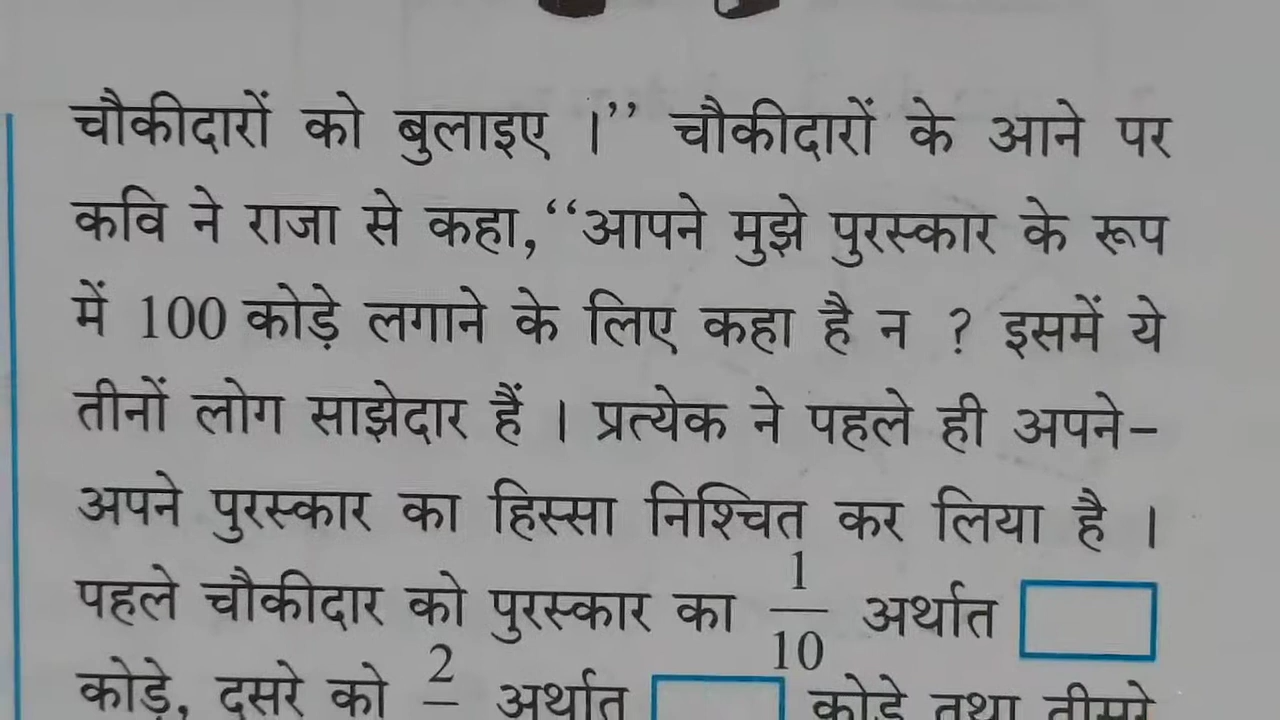 चौकीदारों को बुलाइए ।’’ चौकीदारों के आने पर
कवि ने राजा से कहा, ‘‘आपने मुझे पुरस्कार के रूप
में 100 कोड़े लगाने के लिए कहा है न ? इसमें ये
तीनों लोग साझेदार हैं । प्रत्येक ने पहले ही अपने-
अपने पुरस्कार का हिस्सा निश्चित कर लिया है ।
पहले चौकीदार को पुरस्कार का 1/10 अर्थात
कोड़े, दूसरे को 2 अर्थात कोड़े तथा तीसरे